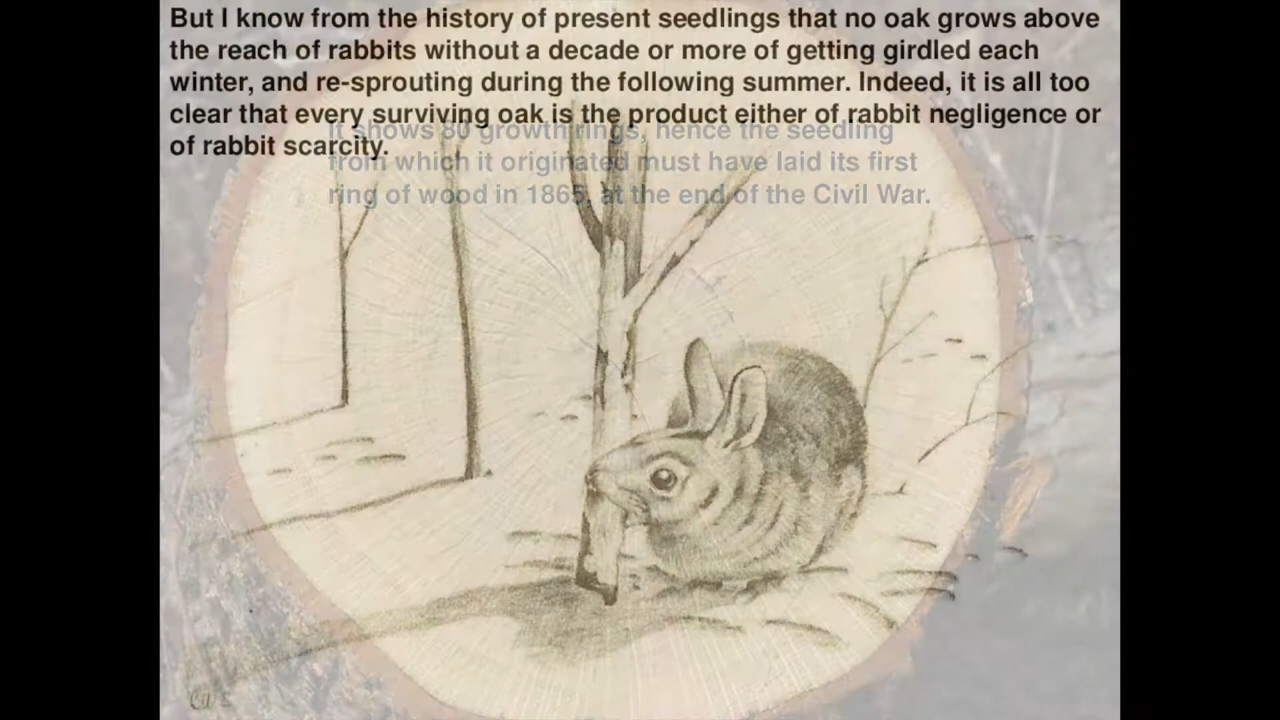 But I know from the history of present seedlings that no oak grows above
the reach of rabbits without a decade or more of getting girdled each
winter, and re-sprouting during the following summer. Indeed, it is all too
clear that every surviving oak is the product either of rabbit negligence or
of rabbit scarcity.
It shows 80 growth rings, hence the seedling
from which it originated must have laid its first
ring of wood in 1865, at the end of the Civil War.